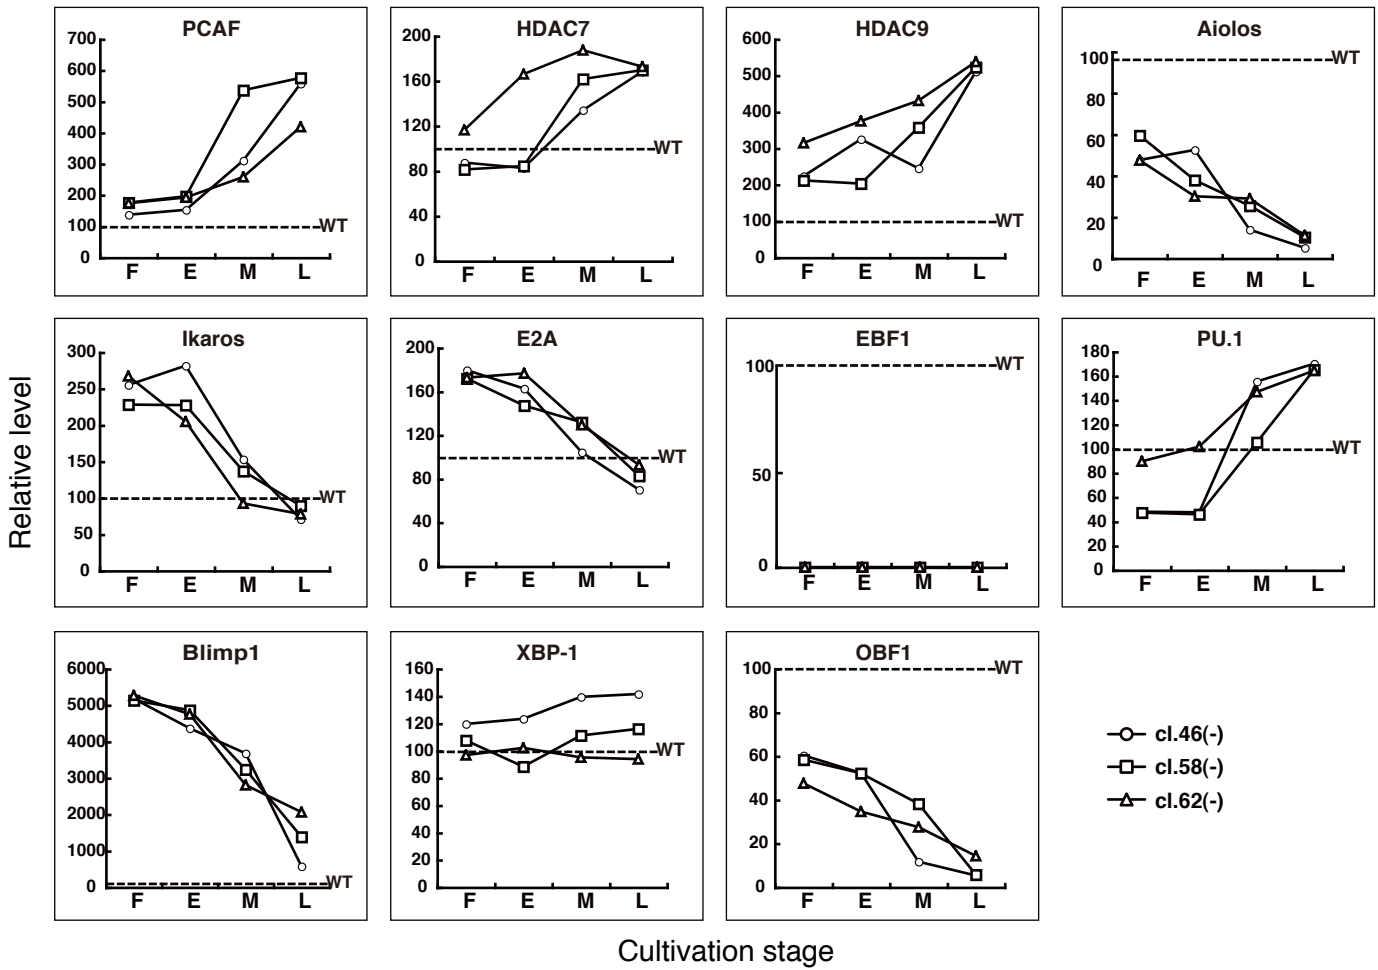 PCAF
700
600
500
400
300
200
100
0
WT
F E M L
HDAC7
200
160
120
80
40
0
WT
F E M L
HDAC9
600
500
400
300
200
100
0
WT
F E M L
Aiolos
100
80
60
40
20
0
WT
F E M L
Ikaros
300
250
200
150
100
50
0
WT
F E M L
E2A
200
160
120
80
40
0
WT
F E M L
EBF1
100
50
0
WT
F E M L
PU.1
180
160
140
120
100
80
60
40
20
0
WT
F E M L
Blimp1
6000
5000
4000
3000
2000
1000
0
WT
F E M L
XBP-1
160
140
120
100
80
60
40
20
0
WT
F E M L
OBF1
100
80
60
40
20
0
WT
F E M L
cl.46(-)
cl.58(-)
cl.62(-)
Relative level
Cultivation stage